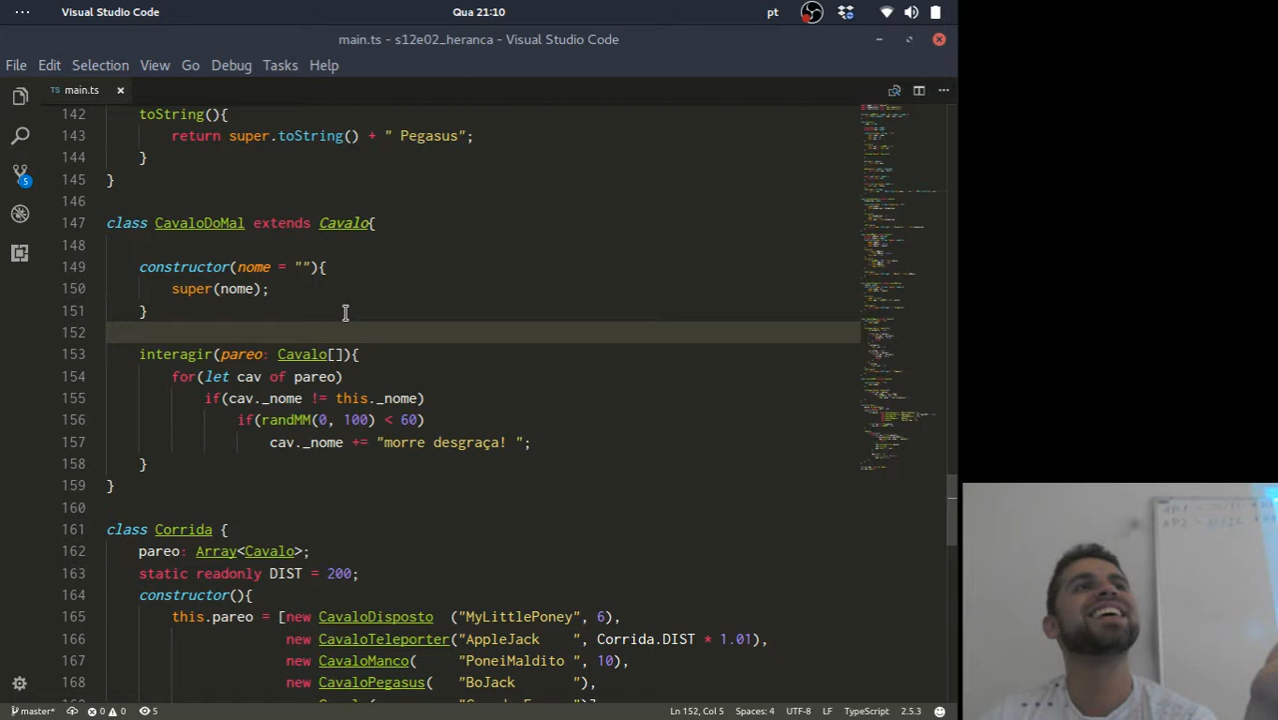 Visual Studio Code
Qua 21:10
pt
main.ts - s12e02_heranca - Visual Studio Code
File Edit Selection View Go Debug Tasks Help
TS main.ts ×
142 toString(){
143 return super.toString() + " Pegasus";
144 }
145 }
146
147 class CavaloDoMal extends Cavalo{
148
149 constructor(nome = ""){
150 super(nome);
151 }
152
153 interagir(pareo: Cavalo[]){
154 for(let cav of pareo)
155 if(cav._nome != this._nome)
156 if(randMM(0, 100) < 60)
157 cav._nome += "morre desgraça! ";
158 }
159 }
160
161 class Corrida {
162 pareo: Array<Cavalo>;
163 static readonly DIST = 200;
164 constructor(){
165 this.pareo = [new CavaloDisposto ("MyLittlePoney", 6),
166 new CavaloTeleporter("AppleJack ", Corrida.DIST * 1.01),
167 new CavaloManco( "PoneiMaldito ", 10),
168 new CavaloPegasus( "BoJack "),
5
master* 0 0 5 Ln 152, Col 5 Spaces: 4 UTF-8 LF TypeScript 2.5.3